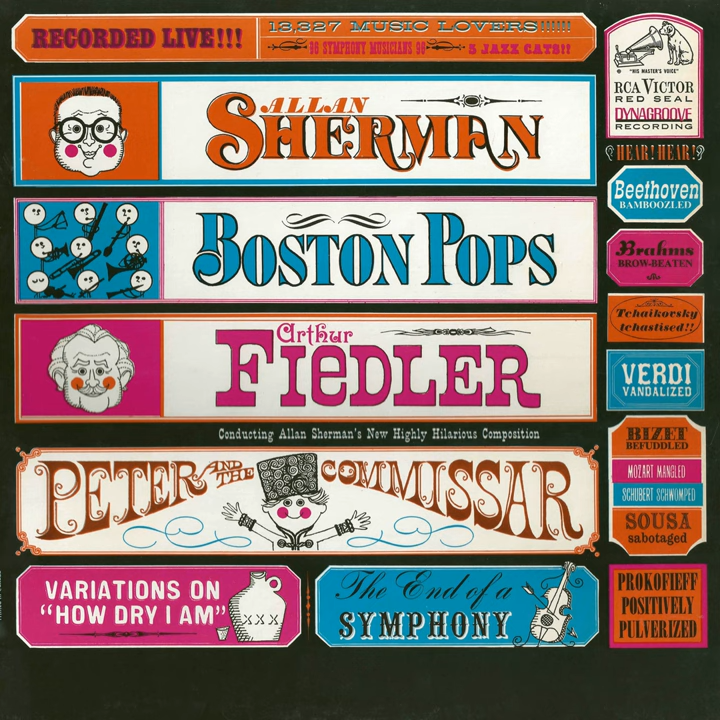 RECORDED LIVE!!!
13,327 MUSIC LOVERS!!!!!!
96 SYMPHONY MUSICIANS 96
5 JAZZ CATS!!
"HIS MASTER'S VOICE"
RCA VICTOR
RED SEAL
DYNAGROOVE
RECORDING
ALLAN
SHERMAN
BOSTON POPS
Arthur
FIEDLER
Conducting Allan Sherman's New Highly Hilarious Composition
PETER AND THE COMMISSAR
VARIATIONS ON
"HOW DRY I AM"
XXX
The End of a
SYMPHONY
HEAR! HEAR!
Beethoven
BAMBOOZLED
Brahms
BROW-BEATEN
Tchaikovsky
tchastised!!
VERDI
VANDALIZED
BIZET
BEFUDDLED
MOZART MANGLED
SCHUBERT SCHWOMPED
SOUSA
sabotaged
PROKOFIEFF
POSITIVELY
PULVERIZED